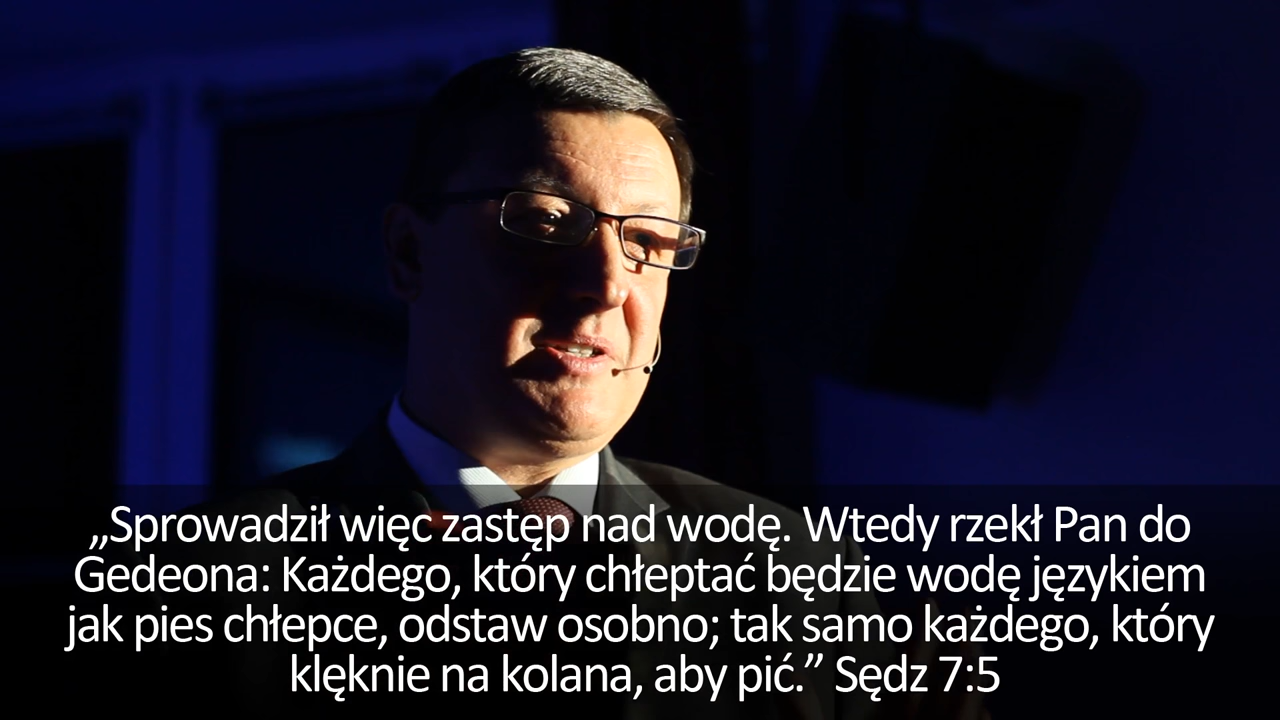 „Sprowadził więc zastęp nad wodę. Wtedy rzekł Pan do
Gedeona: Każdego, który chłeptać będzie wodę językiem
jak pies chłepce, odstaw osobno; tak samo każdego, który
klęknie na kolana, aby pić.” Sędz 7:5